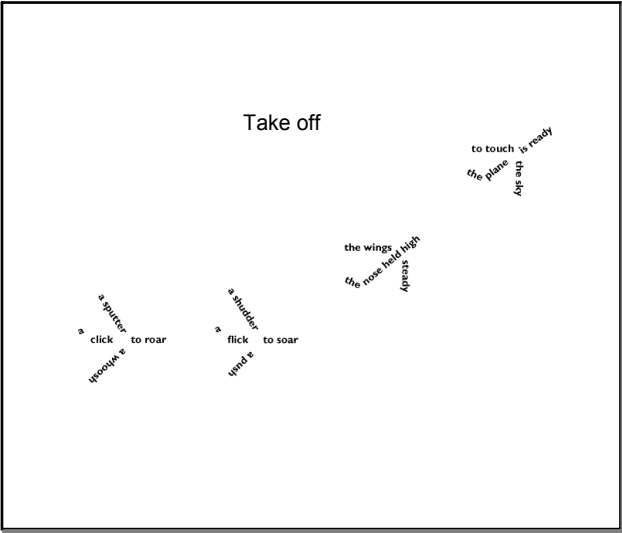 Take off
a sputter
a click to roar
a whoosh
a shudder
a flick to soar
a push
the wings
the nose held high
steady
to touch
is ready
the plane
the sky